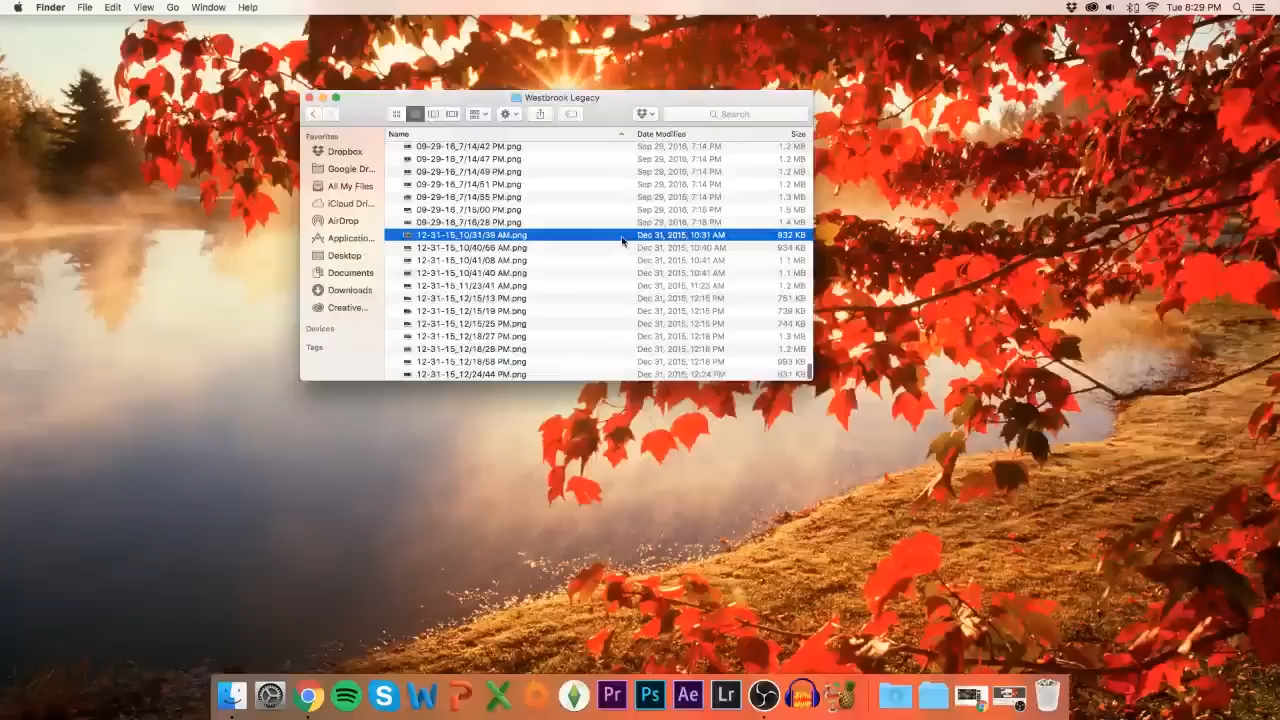 Finder File Edit View Go Window Help Tue 8:29 PM
Westbrook Legacy
Search
Name Date Modified Size
Favorites
Dropbox
Google Dr...
All My Files
iCloud Dri...
AirDrop
Applicatio...
Desktop
Documents
Downloads
Creative...
Devices
Tags
09-29-16_7/14/42 PM.png Sep 29, 2016, 7:14 PM 1.2 MB
09-29-16_7/14/47 PM.png Sep 29, 2016, 7:14 PM 1.2 MB
09-29-16_7/14/49 PM.png Sep 29, 2016, 7:14 PM 1.2 MB
09-29-16_7/14/51 PM.png Sep 29, 2016, 7:14 PM 1.2 MB
09-29-16_7/14/55 PM.png Sep 29, 2016, 7:14 PM 1.3 MB
09-29-16_7/15/00 PM.png Sep 29, 2016, 7:15 PM 1.5 MB
09-29-16_7/16/28 PM.png Sep 29, 2016, 7:16 PM 1.4 MB
12-31-15_10/31/39 AM.png Dec 31, 2015, 10:31 AM 932 KB
12-31-15_10/40/56 AM.png Dec 31, 2015, 10:40 AM 934 KB
12-31-15_10/41/08 AM.png Dec 31, 2015, 10:41 AM 1.1 MB
12-31-15_10/41/40 AM.png Dec 31, 2015, 10:41 AM 1.1 MB
12-31-15_11/23/41 AM.png Dec 31, 2015, 11:23 AM 1.2 MB
12-31-15_12/15/13 PM.png Dec 31, 2015, 12:15 PM 751 KB
12-31-15_12/15/19 PM.png Dec 31, 2015, 12:15 PM 739 KB
12-31-15_12/15/25 PM.png Dec 31, 2015, 12:15 PM 744 KB
12-31-15_12/18/27 PM.png Dec 31, 2015, 12:18 PM 1.3 MB
12-31-15_12/18/28 PM.png Dec 31, 2015, 12:18 PM 1.2 MB
12-31-15_12/18/58 PM.png Dec 31, 2015, 12:18 PM 993 KB
12-31-15_12/24/44 PM.png Dec 31, 2015, 12:24 PM 931 KB
Pr Ps Ae Lr